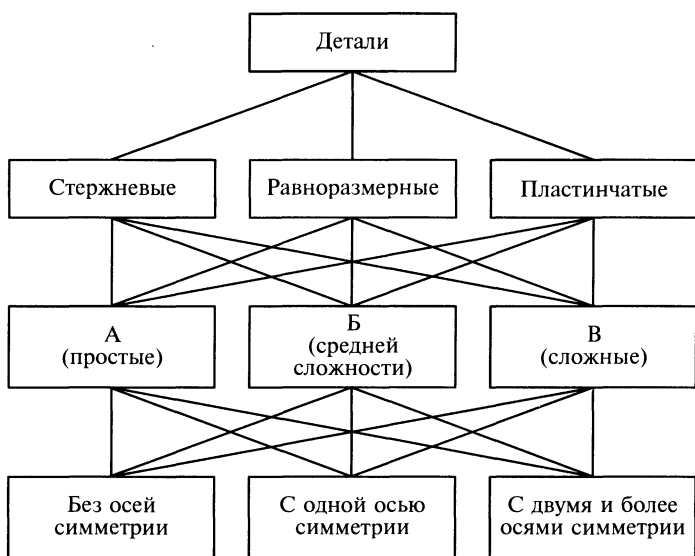 Детали
Стержневые
Равноразмерные
Пластинчатые
А
(простые)
Б
(средней
сложности)
В
(сложные)
Без осей
симметрии
С одной осью
симметрии
С двумя и более
осями симметрии